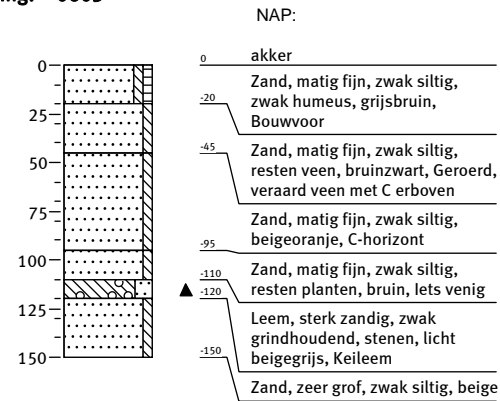 NAP:
0
25
50
75
100
125
150
0 akker
Zand, matig fijn, zwak siltig,
zwak humeus, grijsbruin,
Bouwvoor
-20
Zand, matig fijn, zwak siltig,
resten veen, bruinzwart, Geroerd,
veraard veen met C erboven
-45
Zand, matig fijn, zwak siltig,
beigeoranje, C-horizont
-95
Zand, matig fijn, zwak siltig,
resten planten, bruin, Iets venig
-110
Leem, sterk zandig, zwak
grindhoudend, stenen, licht
beigegrijs, Keileem
-120
Zand, zeer grof, zwak siltig, beige
-150